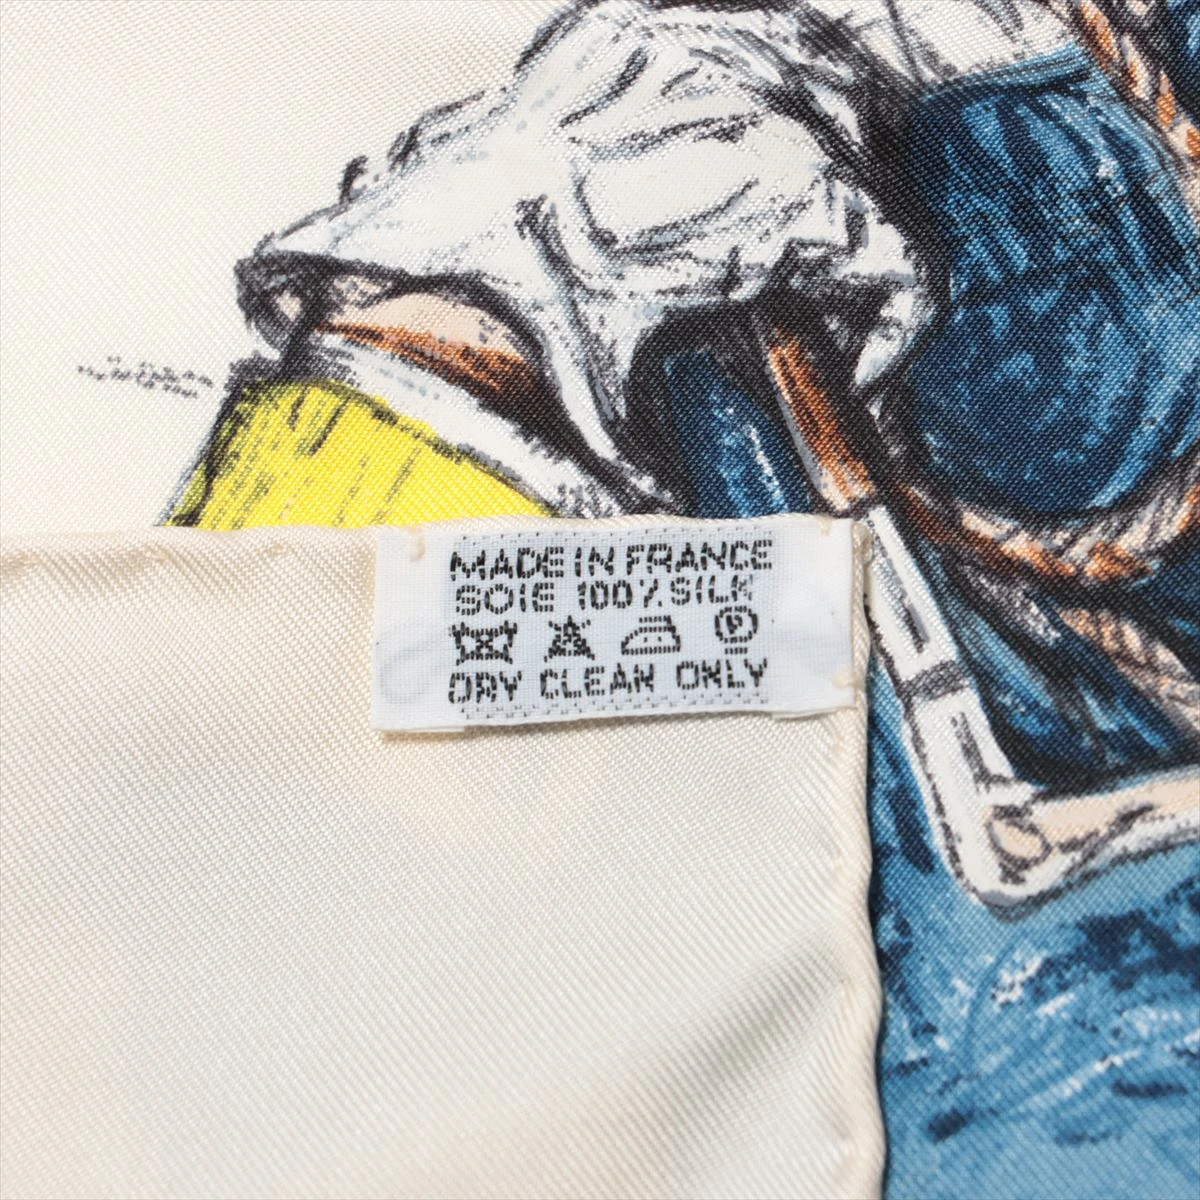 MADE IN FRANCE
SOIE 100% SILK
DRY CLEAN ONLY